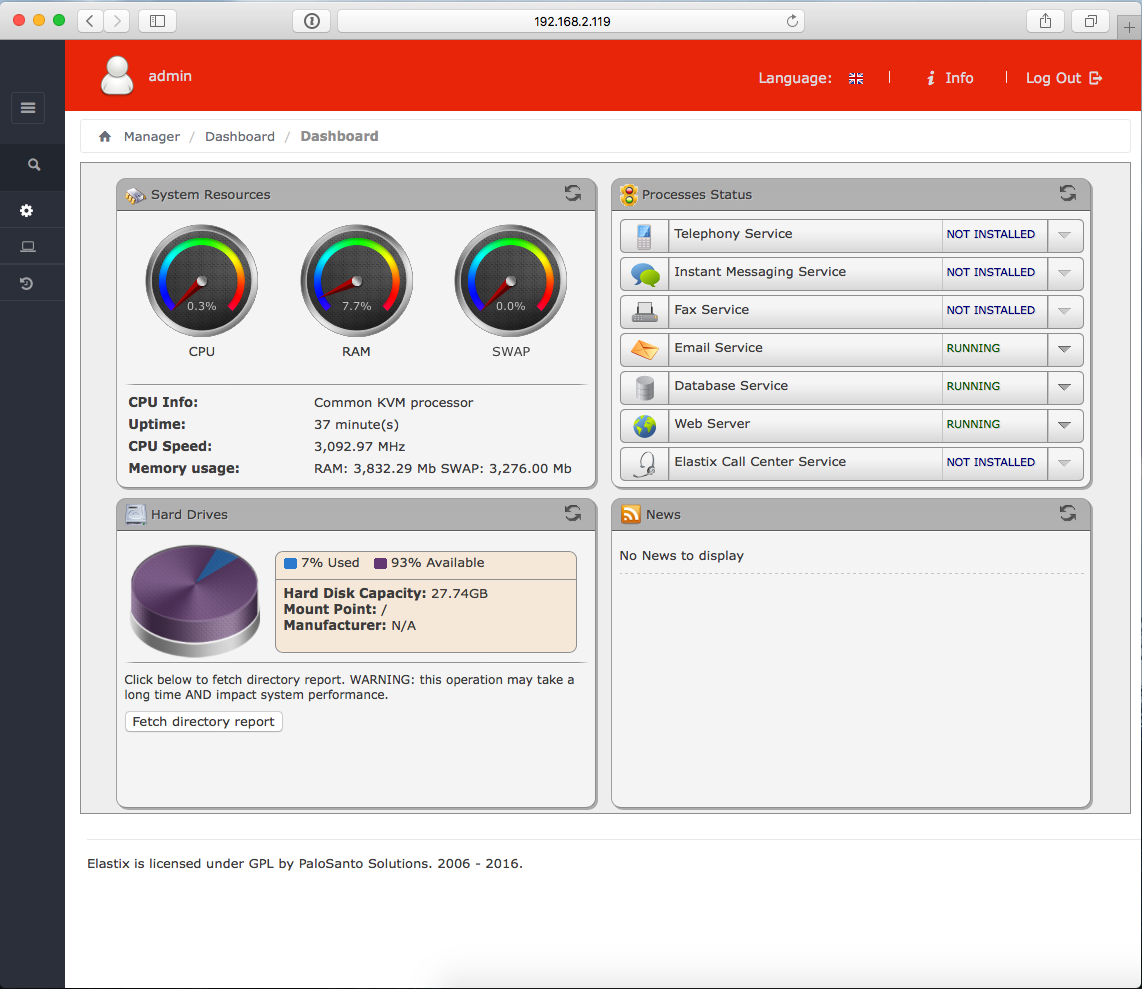 192.168.2.119
admin
Language:
Info
Log Out
Manager / Dashboard / Dashboard
System Resources
0.3%
7.7%
0.0%
CPU
RAM
SWAP
CPU Info: Common KVM processor
Uptime: 37 minute(s)
CPU Speed: 3,092.97 MHz
Memory usage: RAM: 3,832.29 Mb SWAP: 3,276.00 Mb
Processes Status
Telephony Service NOT INSTALLED
Instant Messaging Service NOT INSTALLED
Fax Service NOT INSTALLED
Email Service RUNNING
Database Service RUNNING
Web Server RUNNING
Elastix Call Center Service NOT INSTALLED
Hard Drives
7% Used 93% Available
Hard Disk Capacity: 27.74GB
Mount Point: /
Manufacturer: N/A
Click below to fetch directory report. WARNING: this operation may take a
long time AND impact system performance.
Fetch directory report
News
No News to display
Elastix is licensed under GPL by PaloSanto Solutions. 2006 - 2016.